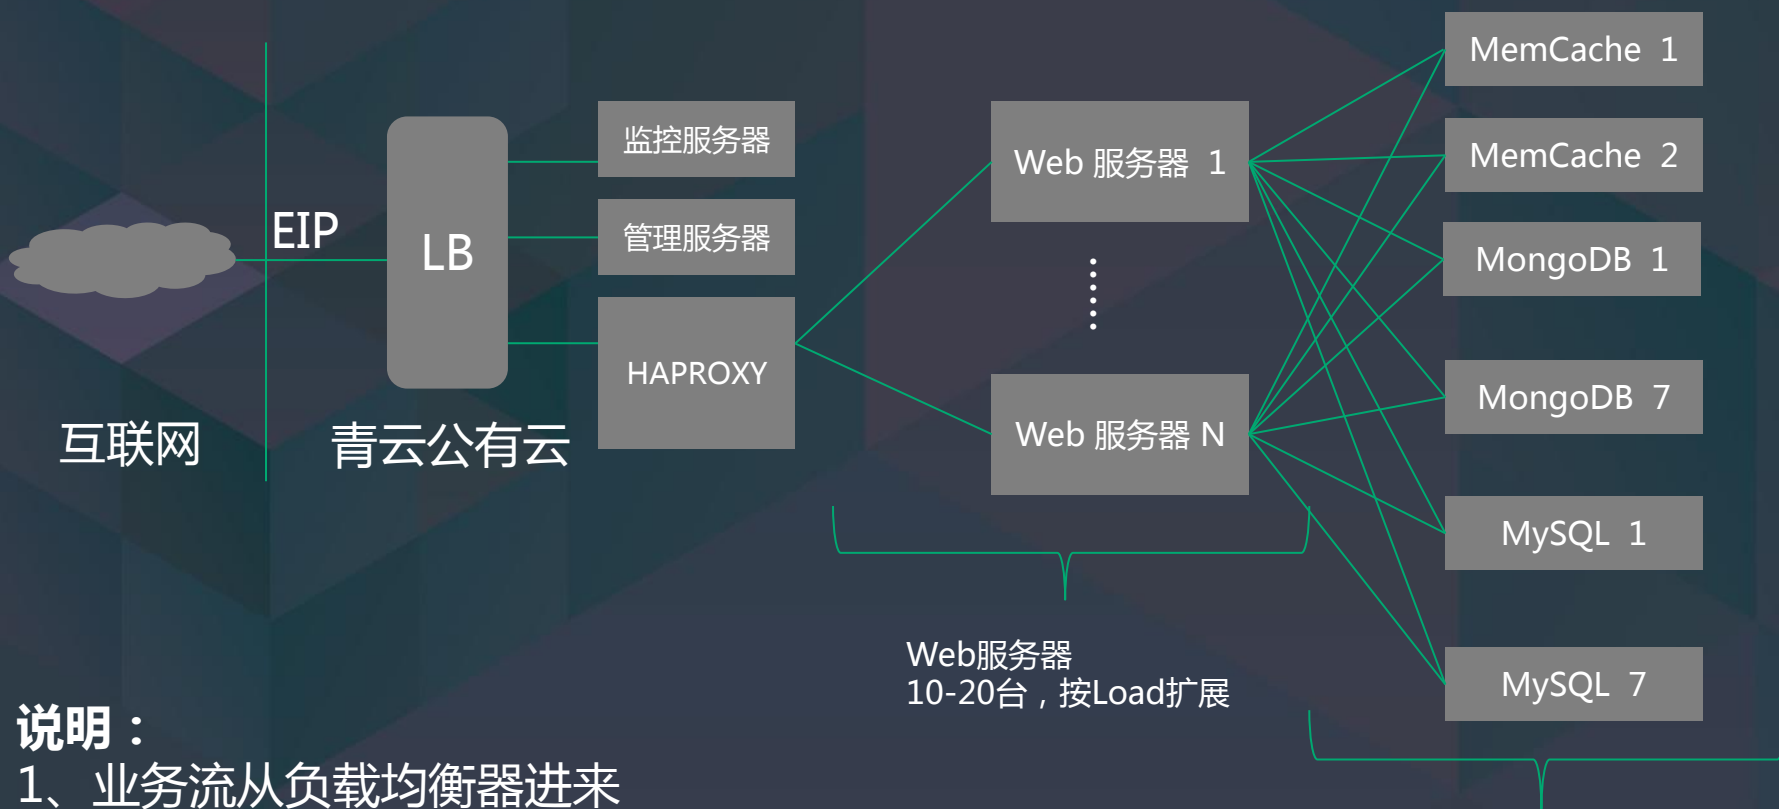 互联网
EIP
LB
青云公有云
监控服务器
管理服务器
HAPROXY
Web 服务器 1
Web 服务器 N
MemCache 1
MemCache 2
MongoDB 1
MongoDB 7
MySQL 1
MySQL 7
Web服务器
10-20台，按Load扩展
说明：
1、业务流从负载均衡器进来